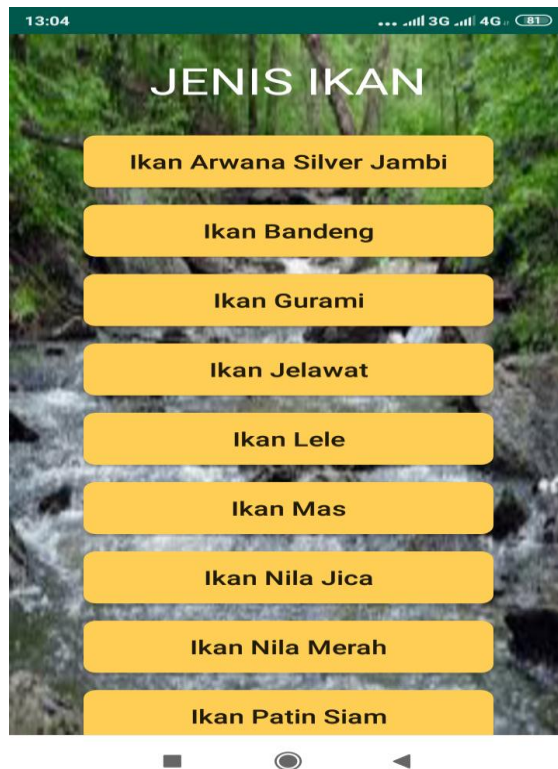 13:04 ... 3G 4G 81
JENIS IKAN
Ikan Arwana Silver Jambi
Ikan Bandeng
Ikan Gurami
Ikan Jelawat
Ikan Lele
Ikan Mas
Ikan Nila Jica
Ikan Nila Merah
Ikan Patin Siam